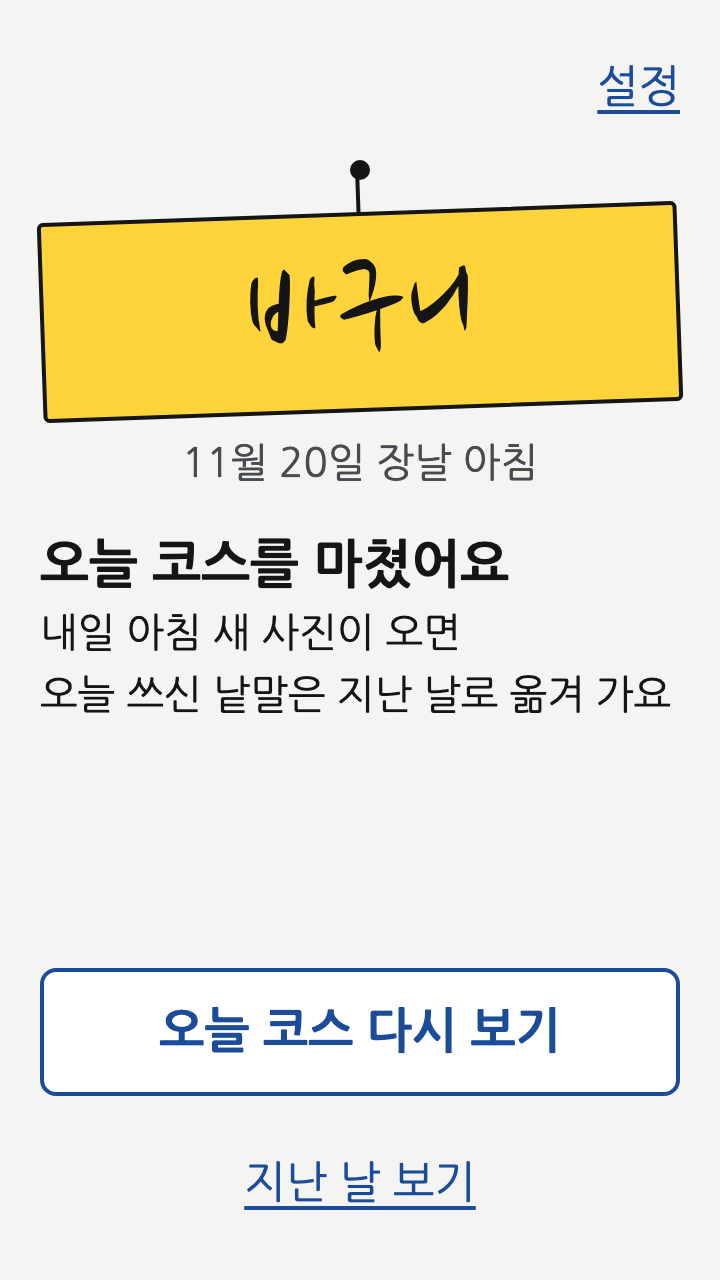 설정
바구니
11월 20일 장날 아침
오늘 코스를 마쳤어요
내일 아침 새 사진이 오면
오늘 쓰신 낱말은 지난 날로 옮겨 가요
오늘 코스 다시 보기
지난 날 보기